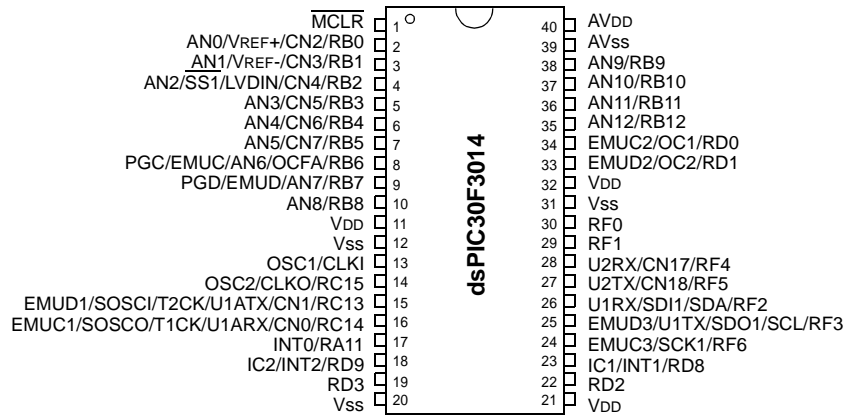 MCLR 1 40 AVDD
AN0/VREF+/CN2/RB0 2 39 AVss
AN1/VREF-/CN3/RB1 3 38 AN9/RB9
AN2/SS1/LVDIN/CN4/RB2 4 37 AN10/RB10
AN3/CN5/RB3 5 36 AN11/RB11
AN4/CN6/RB4 6 35 AN12/RB12
AN5/CN7/RB5 7 34 EMUC2/OC1/RD0
PGC/EMUC/AN6/OCFA/RB6 8 33 EMUD2/OC2/RD1
PGD/EMUD/AN7/RB7 9 32 VDD
AN8/RB8 10 31 Vss
VDD 11 30 RF0
Vss 12 29 RF1
OSC1/CLKI 13 28 U2RX/CN17/RF4
OSC2/CLKO/RC15 14 27 U2TX/CN18/RF5
EMUD1/SOSCI/T2CK/U1ATX/CN1/RC13 15 26 U1RX/SDI1/SDA/RF2
EMUC1/SOSCO/T1CK/U1ARX/CN0/RC14 16 25 EMUD3/U1TX/SDO1/SCL/RF3
INT0/RA11 17 24 EMUC3/SCK1/RF6
IC2/INT2/RD9 18 23 IC1/INT1/RD8
RD3 19 22 RD2
Vss 20 21 VDD
dsPIC30F3014